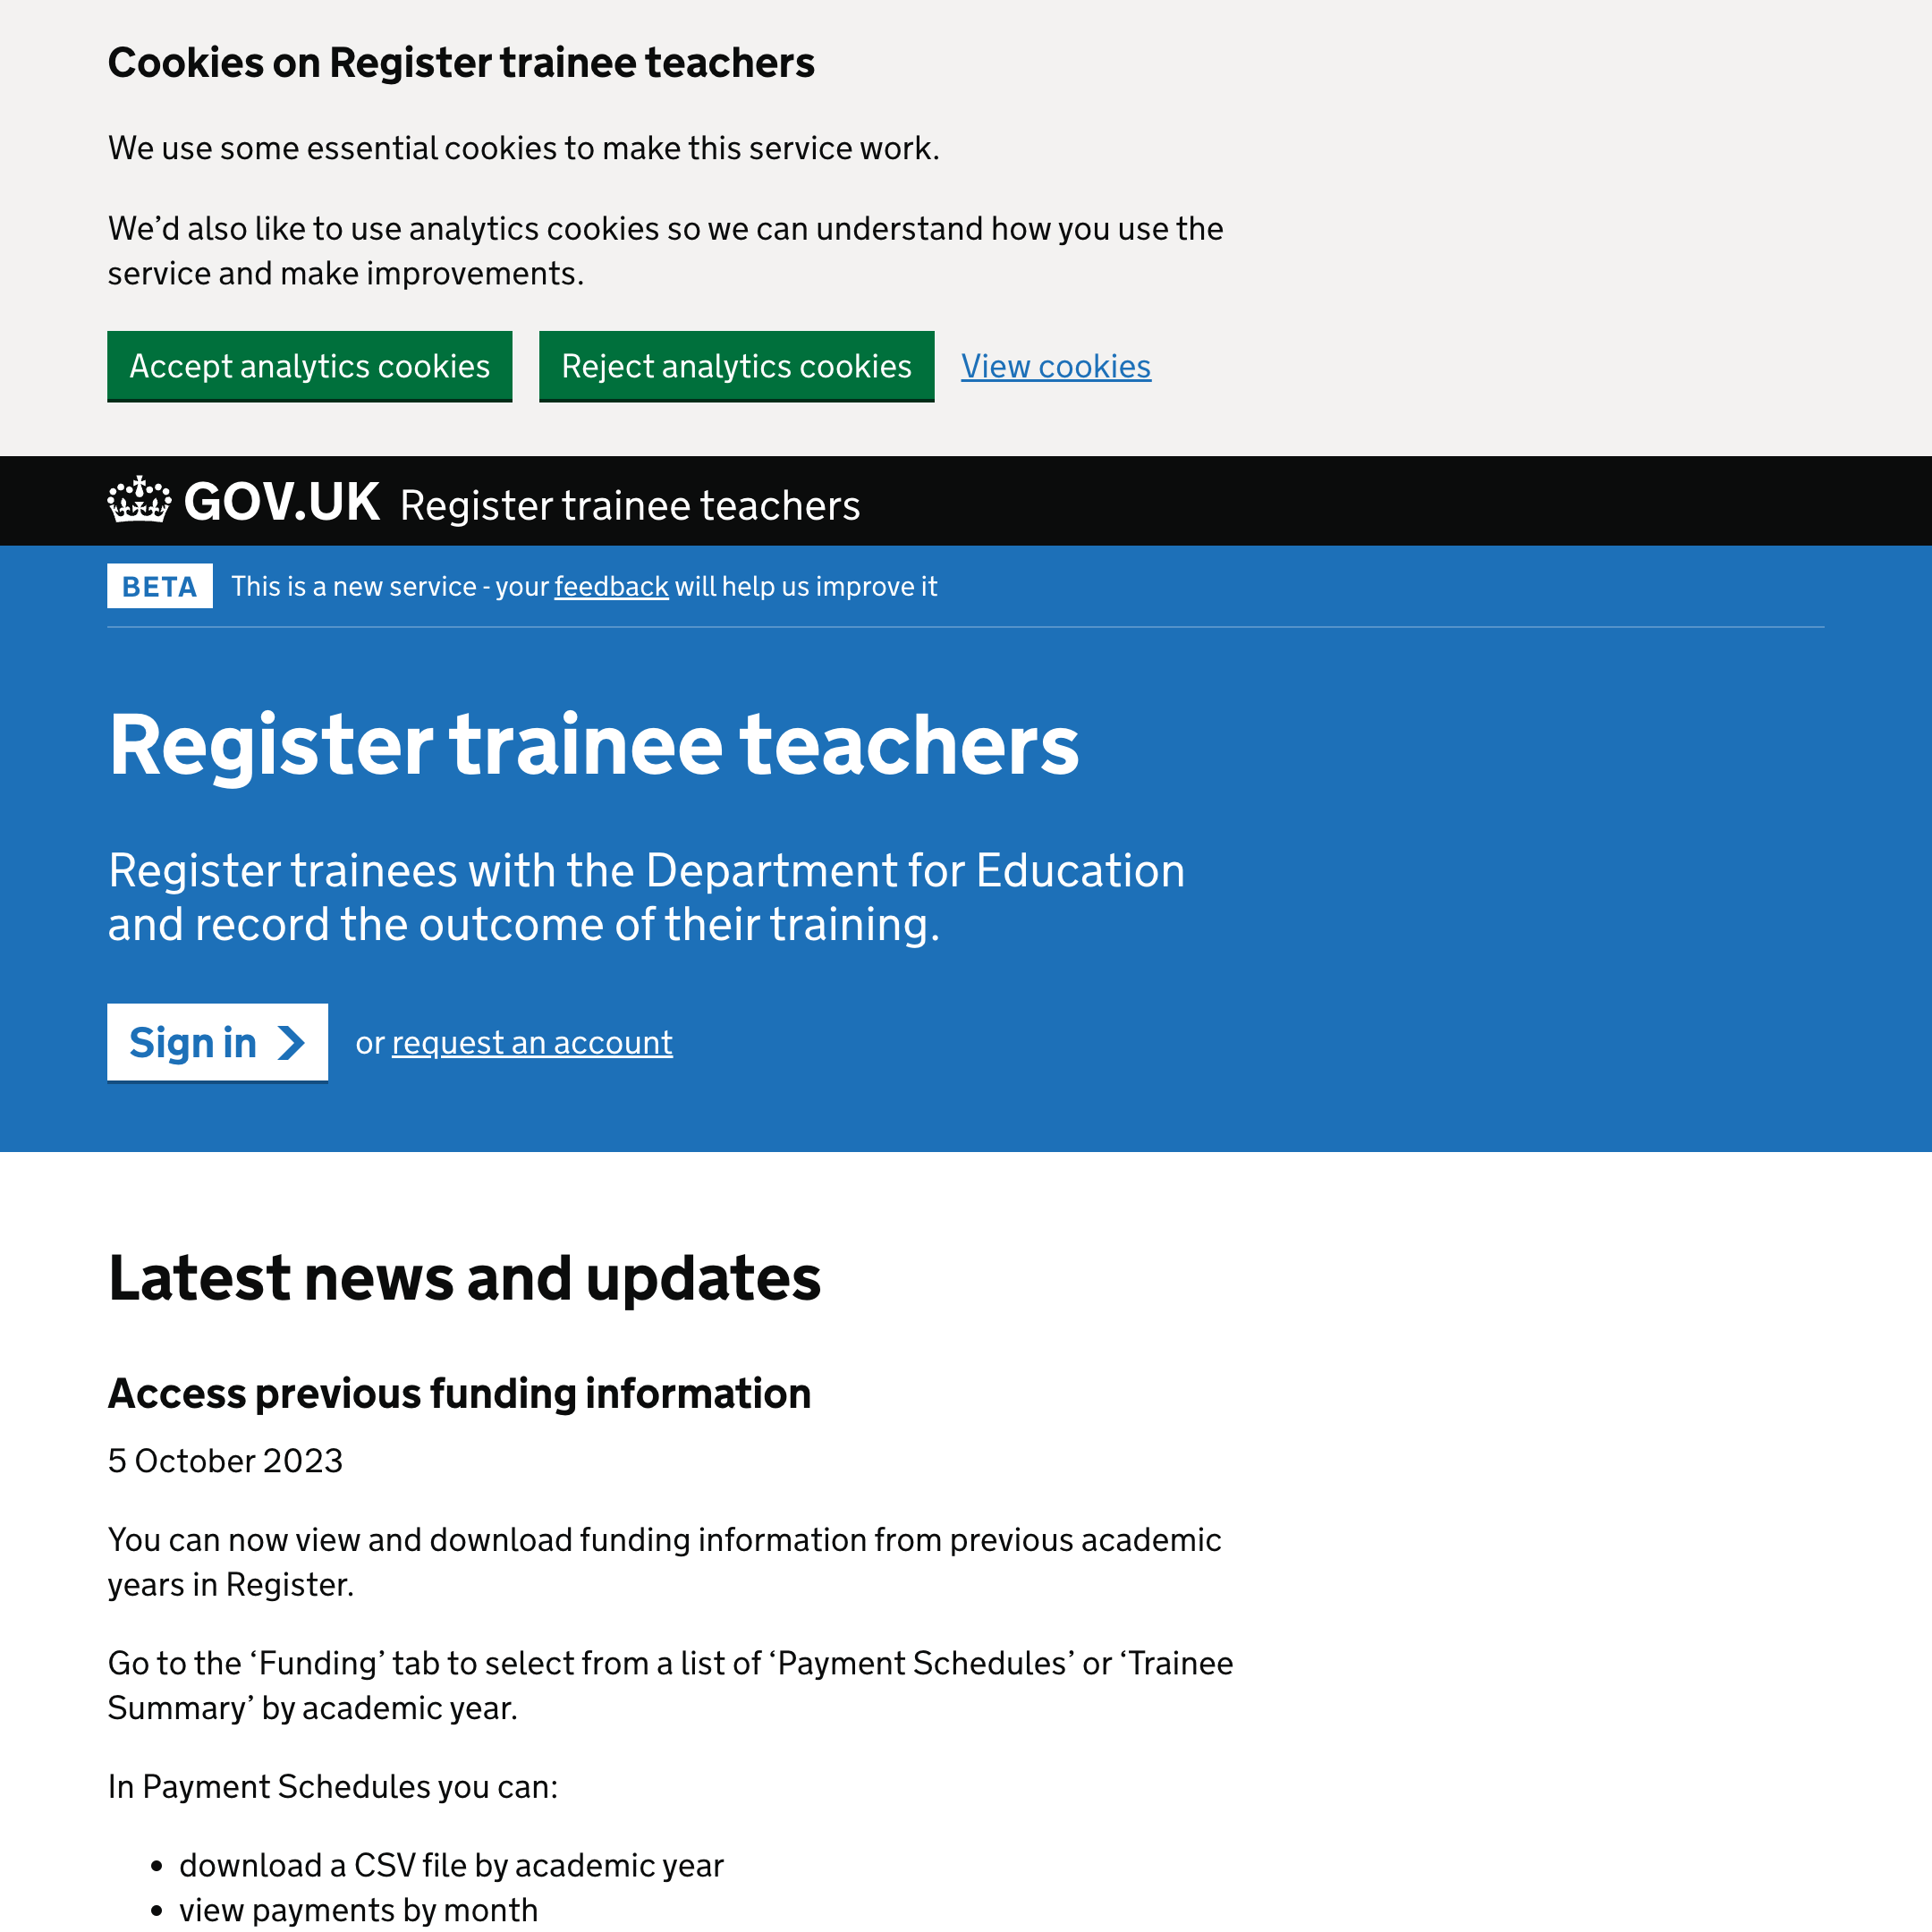 Cookies on Register trainee teachers
We use some essential cookies to make this service work.
We’d also like to use analytics cookies so we can understand how you use the
service and make improvements.
Accept analytics cookies Reject analytics cookies View cookies
GOV.UK Register trainee teachers
BETA This is a new service - your feedback will help us improve it
Register trainee teachers
Register trainees with the Department for Education
and record the outcome of their training.
Sign in or request an account
Latest news and updates
Access previous funding information
5 October 2023
You can now view and download funding information from previous academic
years in Register.
Go to the ‘Funding’ tab to select from a list of ‘Payment Schedules’ or ‘Trainee
Summary’ by academic year.
In Payment Schedules you can:
• download a CSV file by academic year
• view payments by month